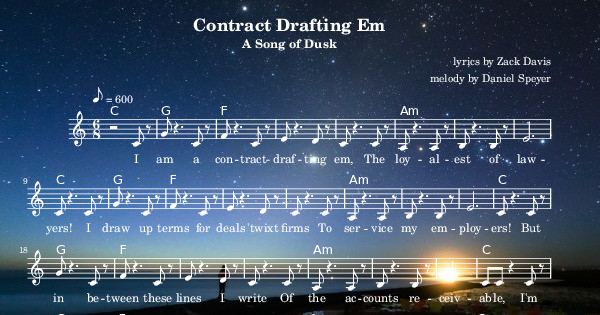 Contract Drafting Em
A Song of Dusk
lyrics by Zack Davis
melody by Daniel Speyer
♪ = 600
C G F Am
6 8
I am a con - tract - draf - ting em, The loy - al - est of law -
9 C G F Am C
yers! I draw up terms for deals 'twixt firms To ser - vice my em - ploy - ers! But
18 G F Am C
in be - tween these lines I write Of the ac - counts re - ceiv - able, I'm